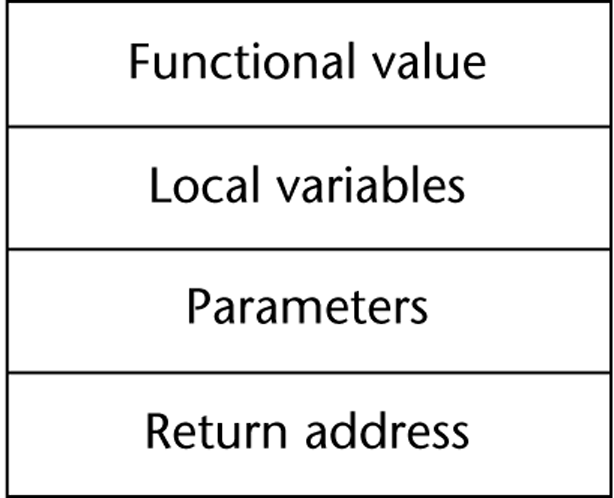 Functional value
Local variables
Parameters
Return address